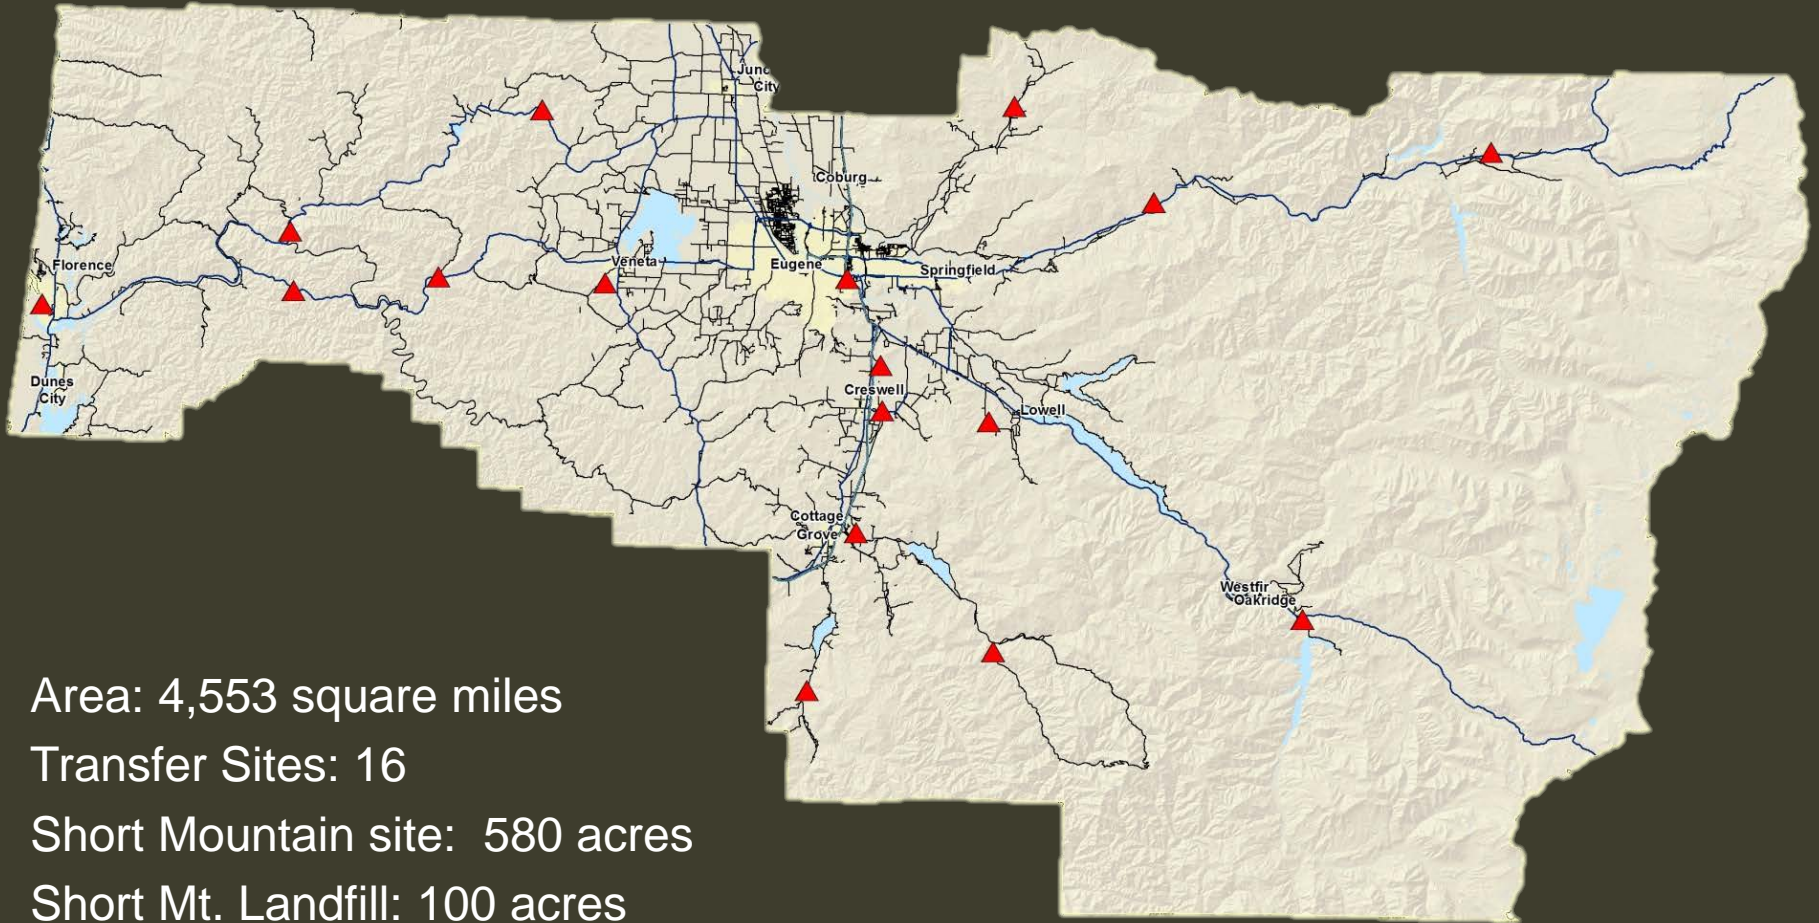 Junc
City
Coburg
Florence
Veneta
Eugene
Springfield
Dunes
City
Creswell
Lowell
Cottage
Grove
Westfir
Oakridge
Area: 4,553 square miles
Transfer Sites: 16
Short Mountain site:  580 acres
Short Mt. Landfill: 100 acres